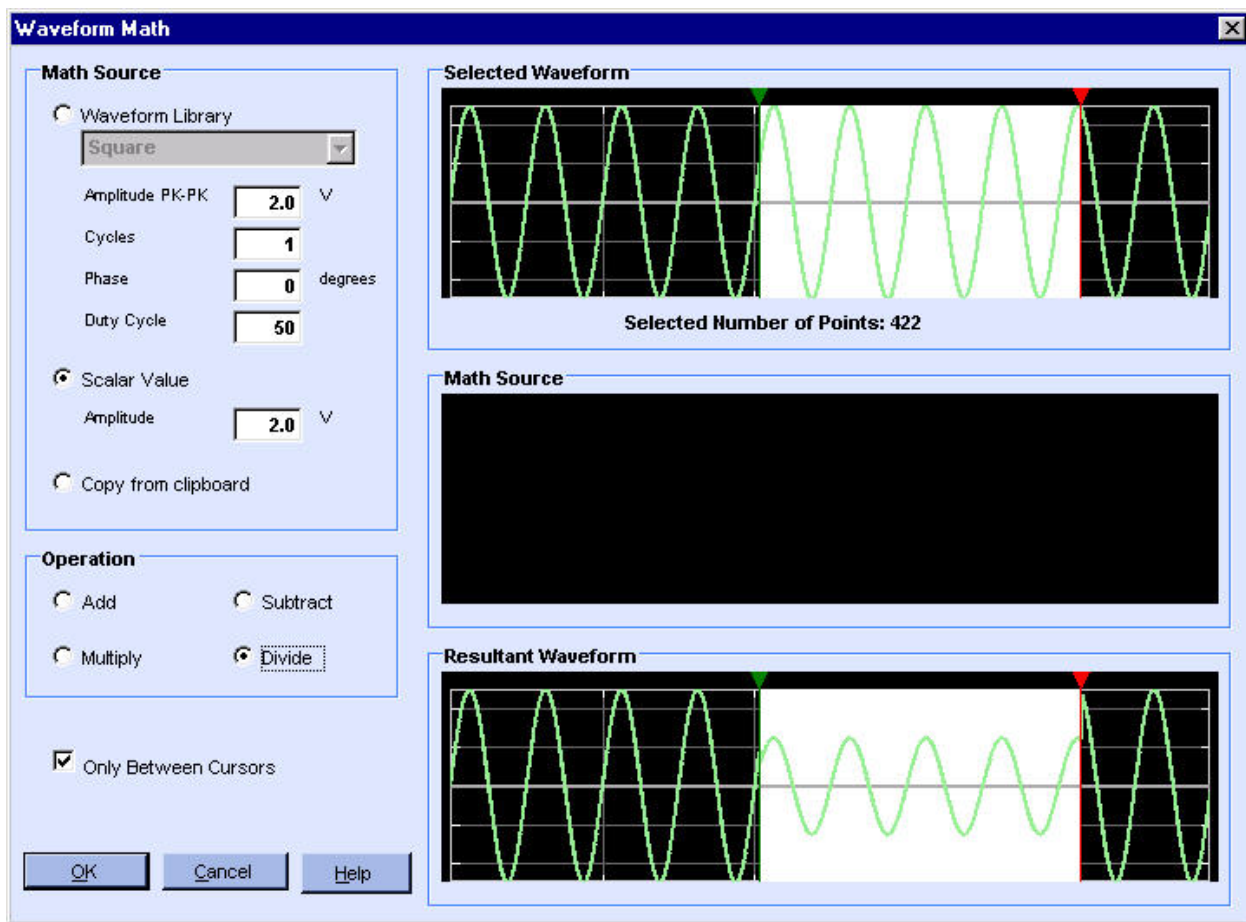 Waveform Math
Math Source
Waveform Library
Square
Amplitude PK-PK 2.0 V
Cycles 1
Phase 0 degrees
Duty Cycle 50
Scalar Value
Amplitude 2.0 V
Copy from clipboard
Operation
Add Subtract
Multiply Divide
Only Between Cursors
OK Cancel Help
Selected Waveform
Selected Number of Points: 422
Math Source
Resultant Waveform